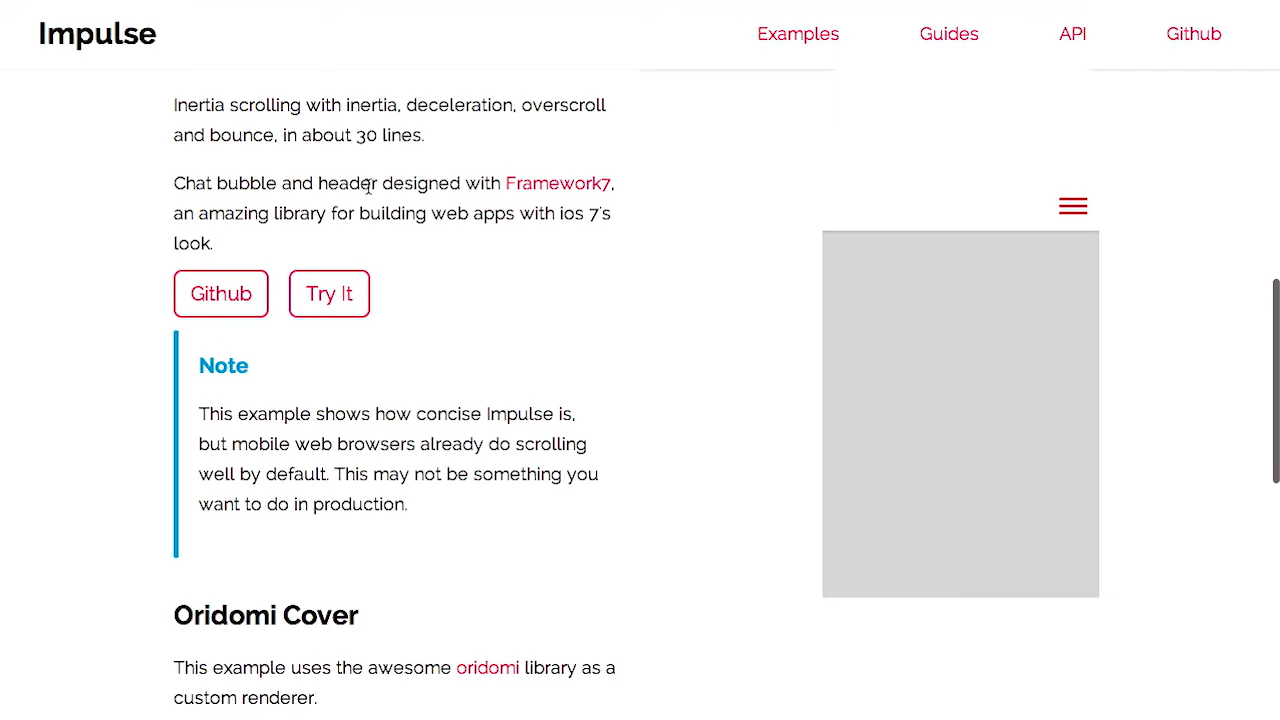 Impulse
Examples
Guides
API
Github
Inertia scrolling with inertia, deceleration, overscroll
and bounce, in about 30 lines.
Chat bubble and header designed with Framework7,
an amazing library for building web apps with ios 7's
look.
Github
Try It
Note
This example shows how concise Impulse is,
but mobile web browsers already do scrolling
well by default. This may not be something you
want to do in production.
Oridomi Cover
This example uses the awesome oridomi library as a
custom renderer.